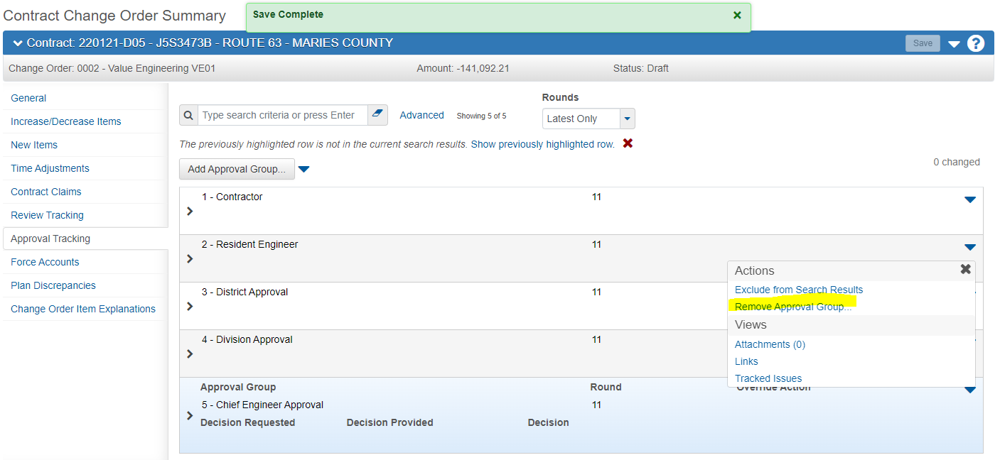 Contract Change Order Summary
Save Complete
Contract: 220121-D05 - J5S3473B - ROUTE 63 - MARIES COUNTY
Save
?
Change Order: 0002 - Value Engineering VE01 Amount: -141,092.21 Status: Draft
General
Increase/Decrease Items
New Items
Time Adjustments
Contract Claims
Review Tracking
Approval Tracking
Force Accounts
Plan Discrepancies
Change Order Item Explanations
Rounds
Type search criteria or press Enter Advanced Showing 5 of 5 Latest Only
The previously highlighted row is not in the current search results. Show previously highlighted row.
Add Approval Group...
0 changed
1 - Contractor 11
2 - Resident Engineer 11
3 - District Approval 11
4 - Division Approval 11
Actions
Exclude from Search Results
Remove Approval Group...
Views
Attachments (0)
Links
Tracked Issues
Approval Group Round Override Action
5 - Chief Engineer Approval 11
Decision Requested Decision Provided Decision